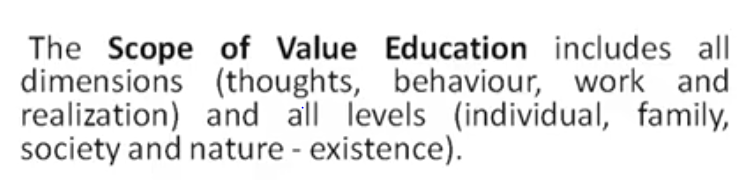 The Scope of Value Education includes all
dimensions (thoughts, behaviour, work and
realization) and all levels (individual, family,
society and nature - existence).